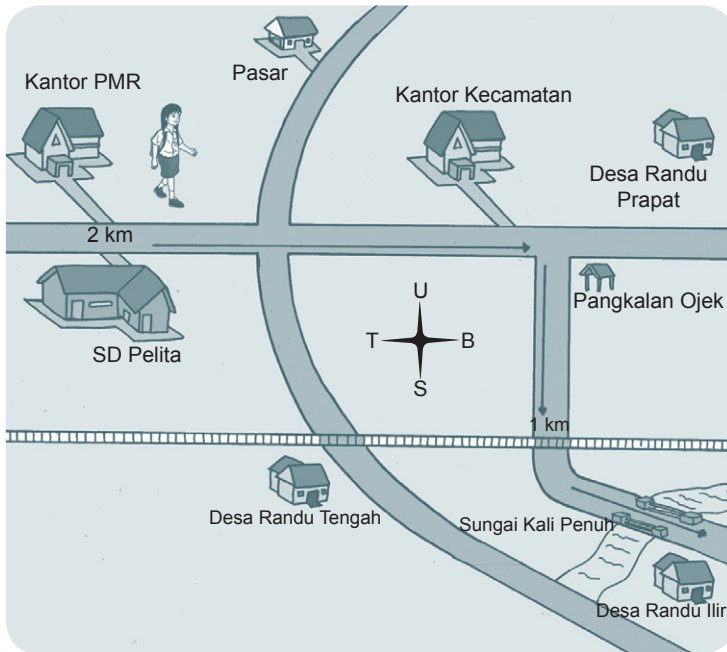 Pasar
Kantor PMR
Kantor Kecamatan
Desa Randu
Prapat
2 km
Pangkalan Ojek
U
T
B
S
SD Pelita
1 km
Desa Randu Tengah
Sungai Kali Penuh
Desa Randu Ilir